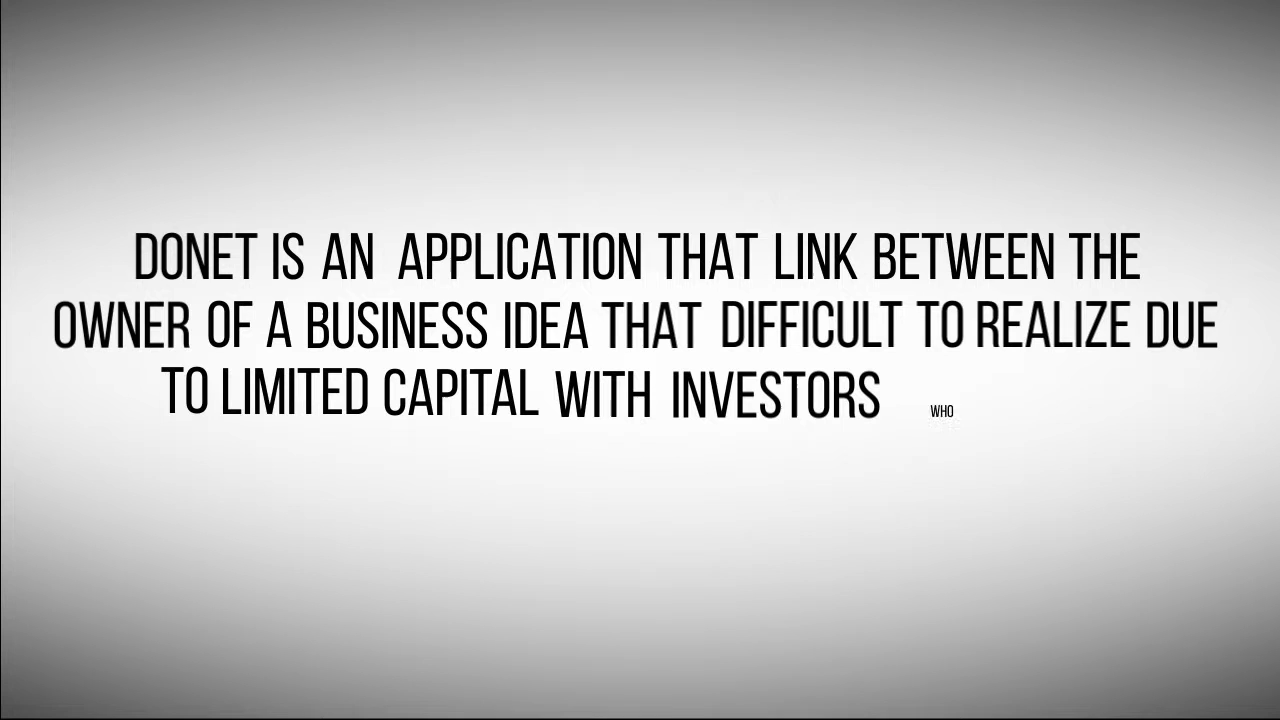 DONET IS AN APPLICATION THAT LINK BETWEEN THE
OWNER OF A BUSINESS IDEA THAT DIFFICULT TO REALIZE DUE
TO LIMITED CAPITAL WITH INVESTORS WHO